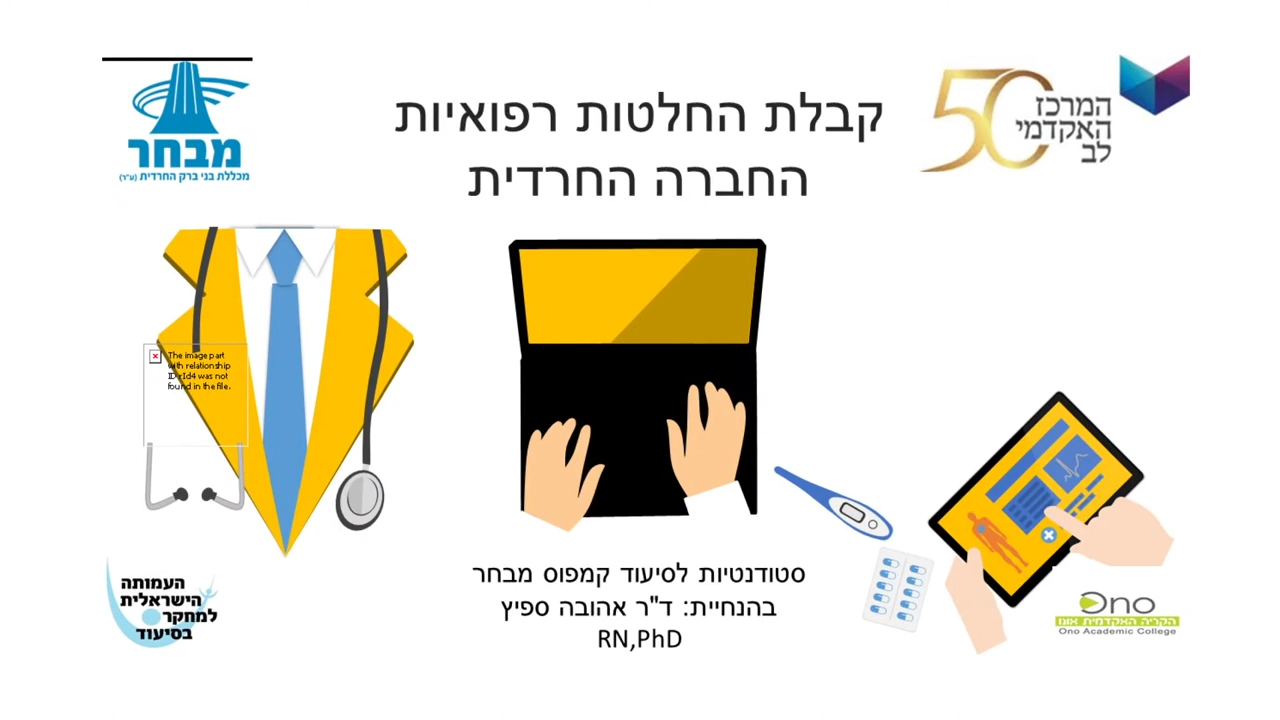 קבלת החלטות רפואיות
החברה החרדית
50
המרכז
האקדמי
לב
מבחר
מכללת בני ברק החרדית (ע"ר)
The image part
with relationship
ID rId4 was not
found in the file.
סטודנטיות לסיעוד קמפוס מבחר
בהנחיית: ד"ר אהובה ספיץ
RN,PhD
העמותה
הישראלית
למחקר
בסיעוד
Ono
הקריה האקדמית אונו
Ono Academic College